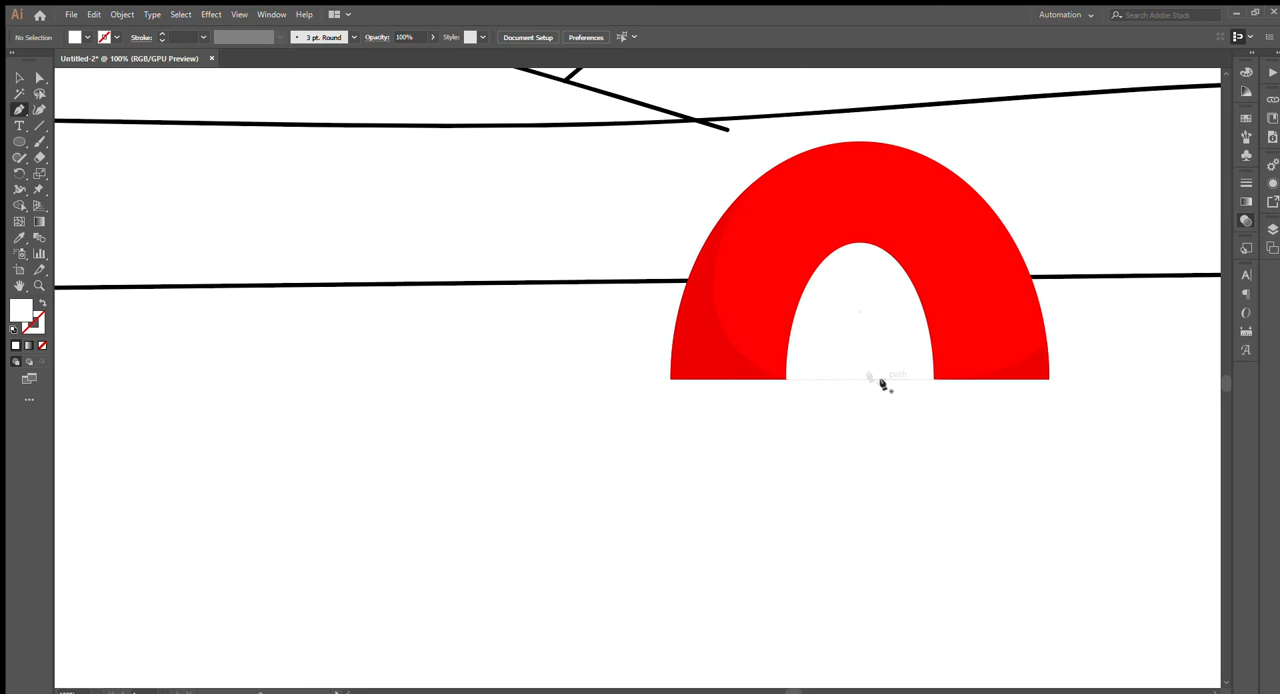 Ai File Edit Object Type Select Effect View Window Help Automation Search Adobe Stock
No Selection Stroke: 3 pt. Round Opacity: 100% Style: Document Setup Preferences
Untitled-2* @ 100% (RGB/GPU Preview) ×
path